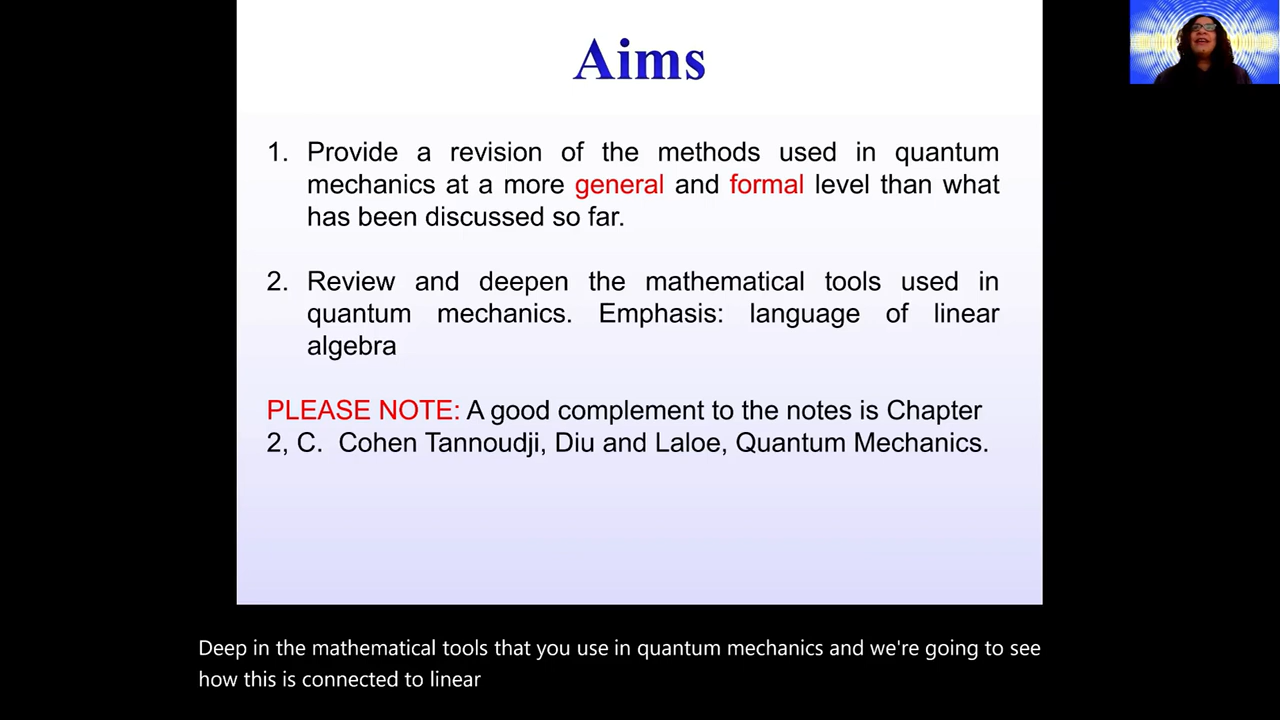 Aims
1. Provide a revision of the methods used in quantum
mechanics at a more general and formal level than what
has been discussed so far.
2. Review and deepen the mathematical tools used in
quantum mechanics. Emphasis: language of linear
algebra
PLEASE NOTE: A good complement to the notes is Chapter
2, C. Cohen Tannoudji, Diu and Laloe, Quantum Mechanics.
Deep in the mathematical tools that you use in quantum mechanics and we're going to see
how this is connected to linear